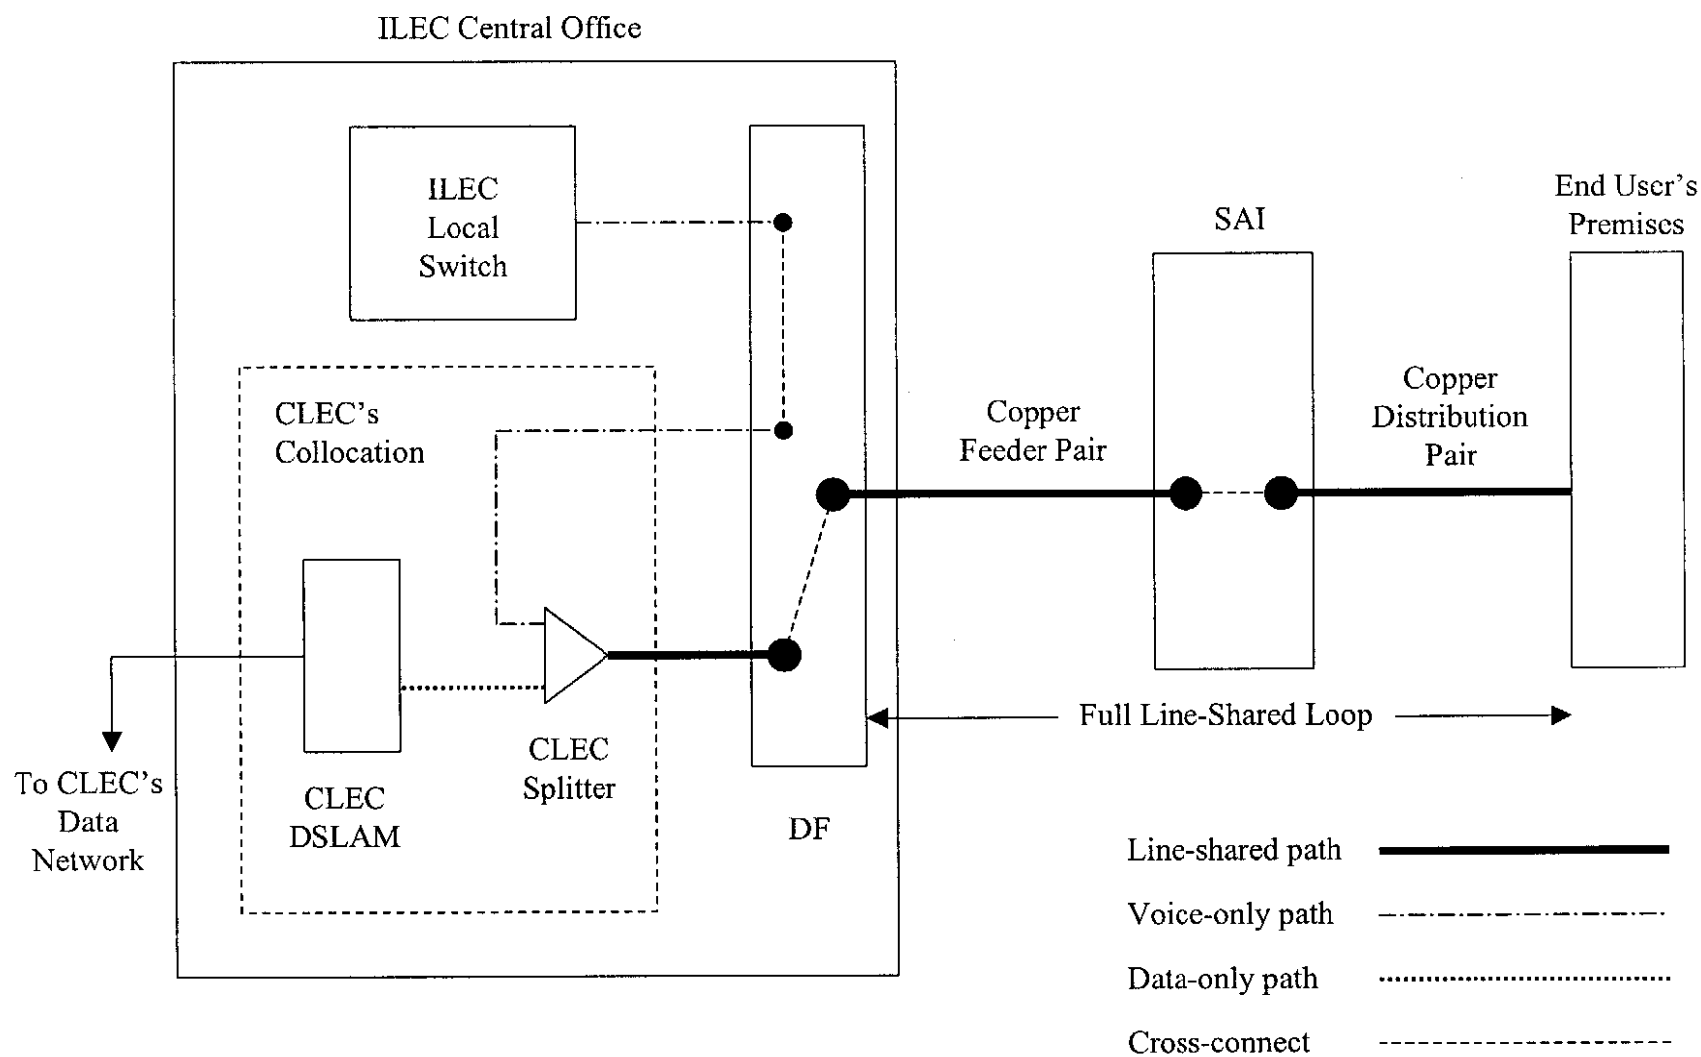 ILEC Central Office
ILEC
Local
Switch
CLEC's
Collocation
CLEC
DSLAM
CLEC
Splitter
DF
To CLEC's
Data
Network
Copper
Feeder Pair
SAI
Copper
Distribution
Pair
End User's
Premises
Full Line-Shared Loop
Line-shared path
Voice-only path
Data-only path
Cross-connect